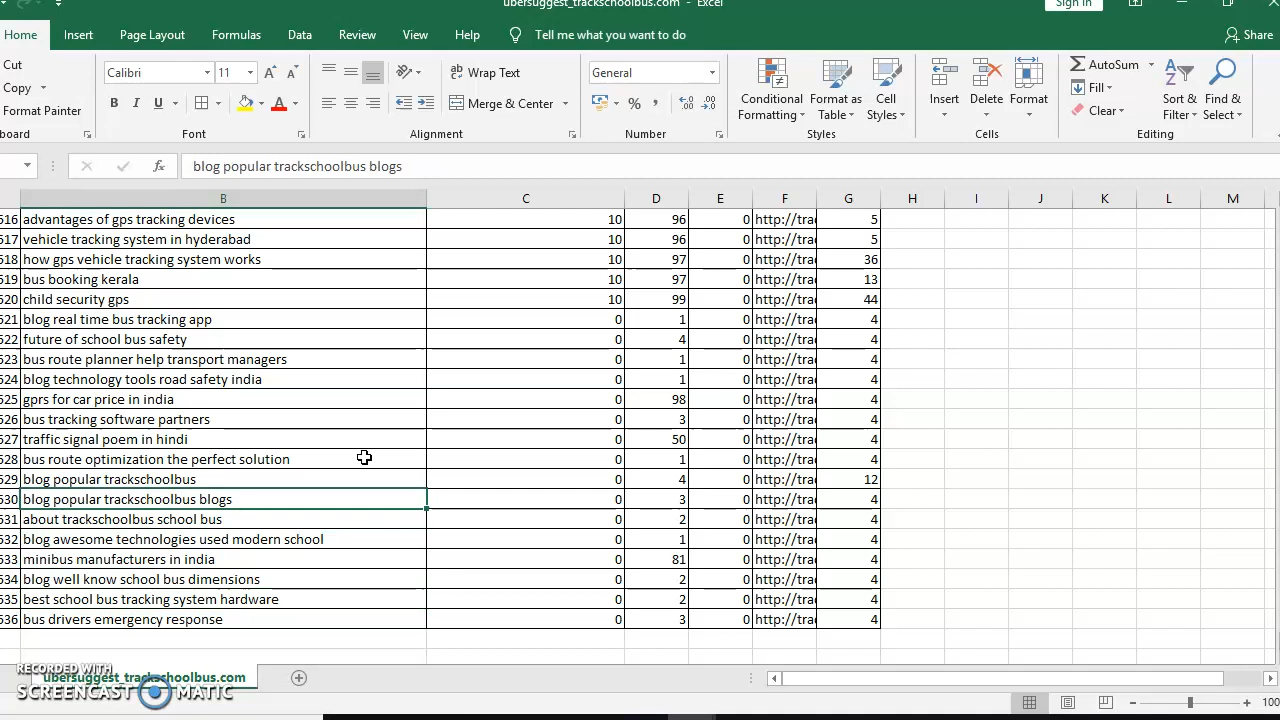 ubersuggest_trackschoolbus.com - Excel
Sign in
Home Insert Page Layout Formulas Data Review View Help Tell me what you want to do Share
Cut
Copy
Format Painter
Calibri 11
B I U A
Wrap Text
Merge & Center
General
%
Conditional Formatting
Format as Table
Cell Styles
Insert Delete Format
AutoSum
Fill
Clear
Sort & Filter
Find & Select
board Font Alignment Number Styles Cells Editing
fx blog popular trackschoolbus blogs
B C D E F G H I J K L M
516 advantages of gps tracking devices 10 96 0 http://tra 5
517 vehicle tracking system in hyderabad 10 96 0 http://tra 5
518 how gps vehicle tracking system works 10 97 0 http://tra 36
519 bus booking kerala 10 97 0 http://tra 13
520 child security gps 10 99 0 http://tra 44
521 blog real time bus tracking app 0 1 0 http://tra 4
522 future of school bus safety 0 4 0 http://tra 4
523 bus route planner help transport managers 0 1 0 http://tra 4
524 blog technology tools road safety india 0 1 0 http://tra 4
525 gprs for car price in india 0 98 0 http://tra 4
526 bus tracking software partners 0 3 0 http://tra 4
527 traffic signal poem in hindi 0 50 0 http://tra 4
528 bus route optimization the perfect solution 0 1 0 http://tra 4
529 blog popular trackschoolbus 0 4 0 http://tra 12
530 blog popular trackschoolbus blogs 0 3 0 http://tra 4
531 about trackschoolbus school bus 0 2 0 http://tra 4
532 blog awesome technologies used modern school 0 1 0 http://tra 4
533 minibus manufacturers in india 0 81 0 http://tra 4
534 blog well know school bus dimensions 0 2 0 http://tra 4
535 best school bus tracking system hardware 0 2 0 http://tra 4
536 bus drivers emergency response 0 3 0 http://tra 4
RECORDED WITH
ubersuggest_trackschoolbus.com
SCREENCAST MATIC
100